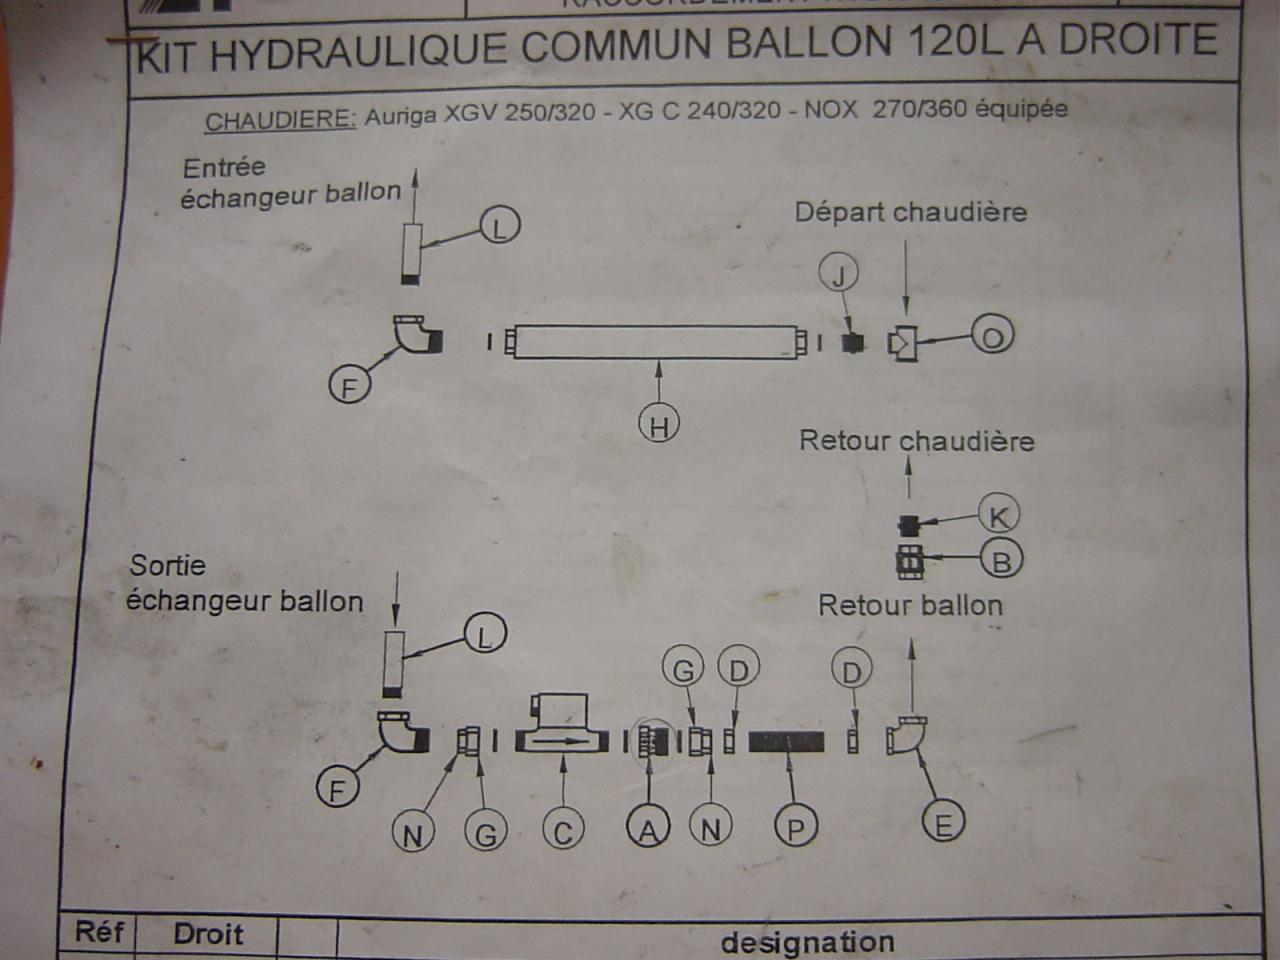 KIT HYDRAULIQUE COMMUN BALLON 120L A DROITE
CHAUDIERE: Auriga XGV 250/320 - XG C 240/320 - NOX 270/360 équipée
Entrée
échangeur ballon
L
Départ chaudière
J
O
F
H
Retour chaudière
K
B
Retour ballon
Sortie
échangeur ballon
L
G
D
D
F
N
G
C
A
N
P
E
Réf
Droit
designation